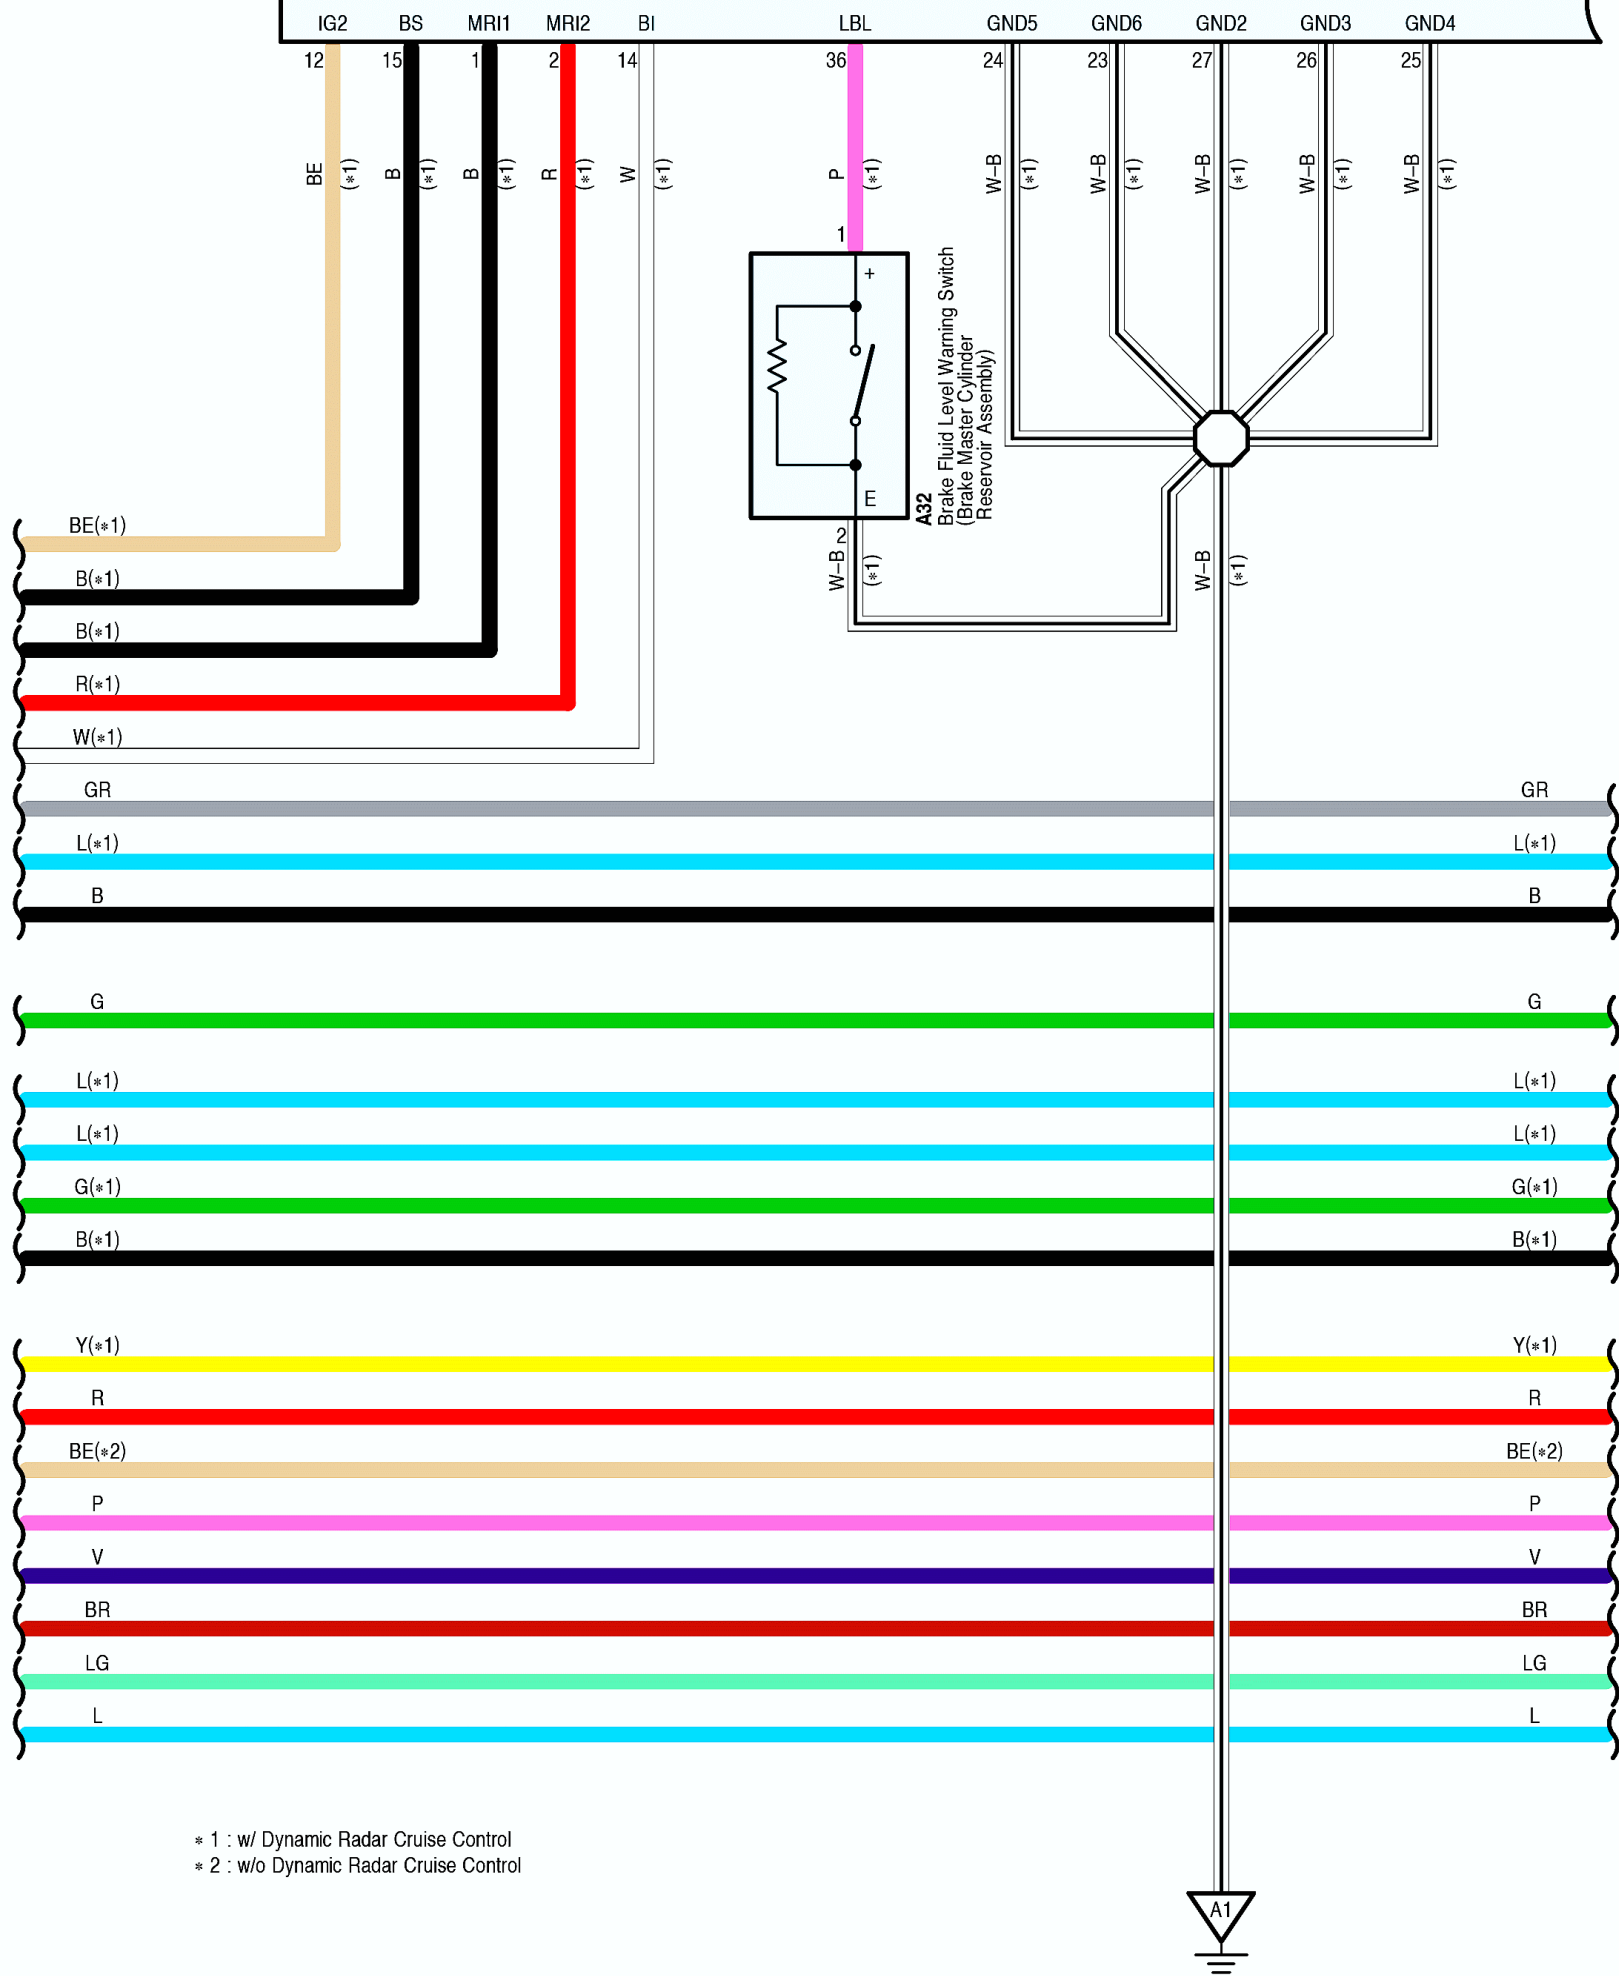 IG2 BS MRI1 MRI2 BI LBL GND5 GND6 GND2 GND3 GND4
12 15 1 2 14 36 24 23 27 26 25
BE (*1) B (*1) B (*1) R (*1) W (*1) P (*1) W-B (*1) W-B (*1) W-B (*1) W-B (*1) W-B (*1)
1
+
E
A32
Brake Fluid Level Warning Switch
(Brake Master Cylinder
Reservoir Assembly)
2
W-B (*1) W-B (*1)
BE(*1)
B(*1)
B(*1)
R(*1)
W(*1)
GR GR
L(*1) L(*1)
B B
G G
L(*1) L(*1)
L(*1) L(*1)
G(*1) G(*1)
B(*1) B(*1)
Y(*1) Y(*1)
R R
BE(*2) BE(*2)
P P
V V
BR BR
LG LG
L L
* 1 : w/ Dynamic Radar Cruise Control
* 2 : w/o Dynamic Radar Cruise Control
A1